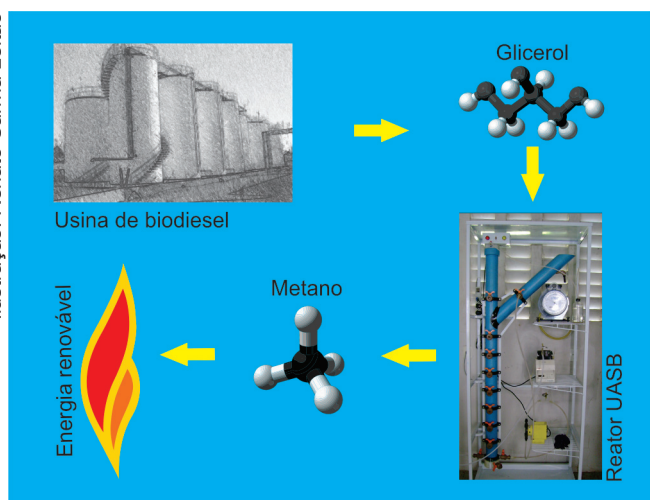 Glicerol
Usina de biodiesel
Metano
Energia renovável
Reator UASB